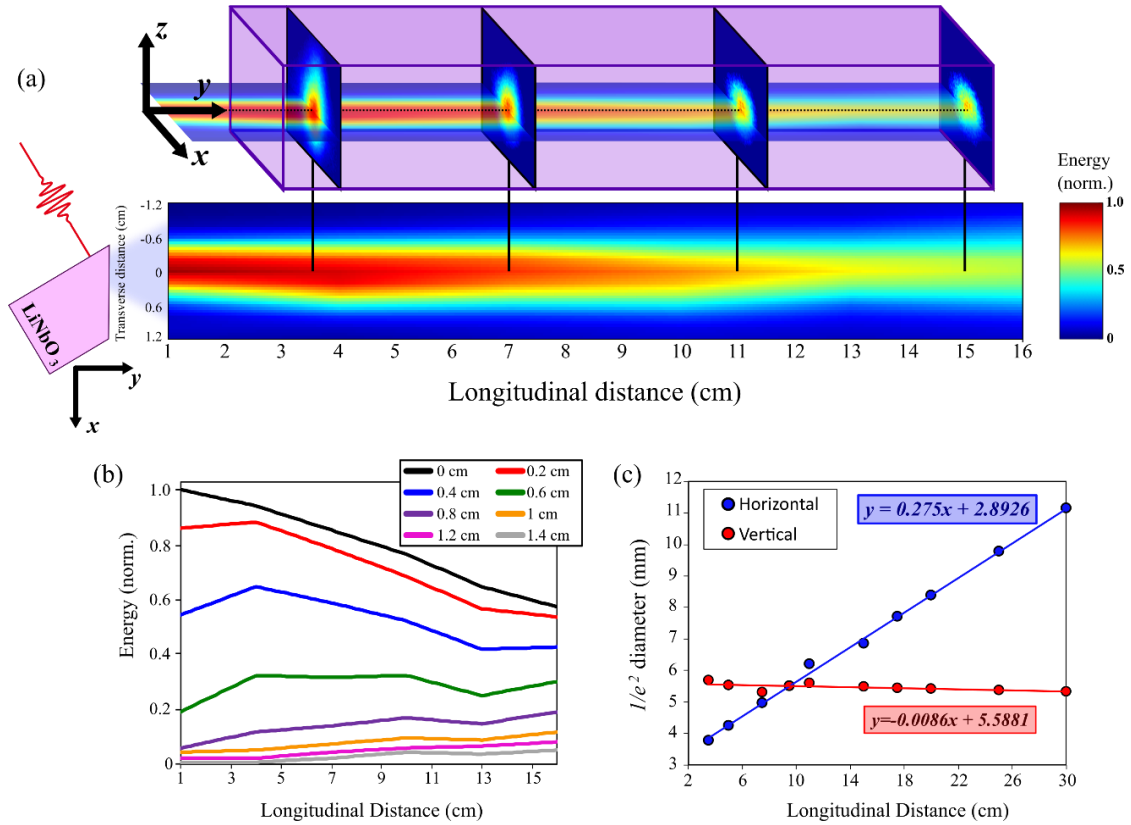 (a)
z
y
x
LiNbO3
y
x
Transverse distance (cm)
-1.2
-0.6
0
0.6
1.2
1 2 3 4 5 6 7 8 9 10 11 12 13 14 15 16
Longitudinal distance (cm)
Energy
(norm.)
1.0
0.5
0
(b)
0 cm 0.2 cm
0.4 cm 0.6 cm
0.8 cm 1 cm
1.2 cm 1.4 cm
Energy (norm.)
1.0
0.8
0.6
0.4
0.2
0
1 3 5 7 9 11 13 15
Longitudinal Distance (cm)
(c)
Horizontal
Vertical
y = 0.275x + 2.8926
y=-0.0086x + 5.5881
1/e² diameter (mm)
12
11
10
9
8
7
6
5
4
3
2 6 10 14 18 22 26 30
Longitudinal Distance (cm)